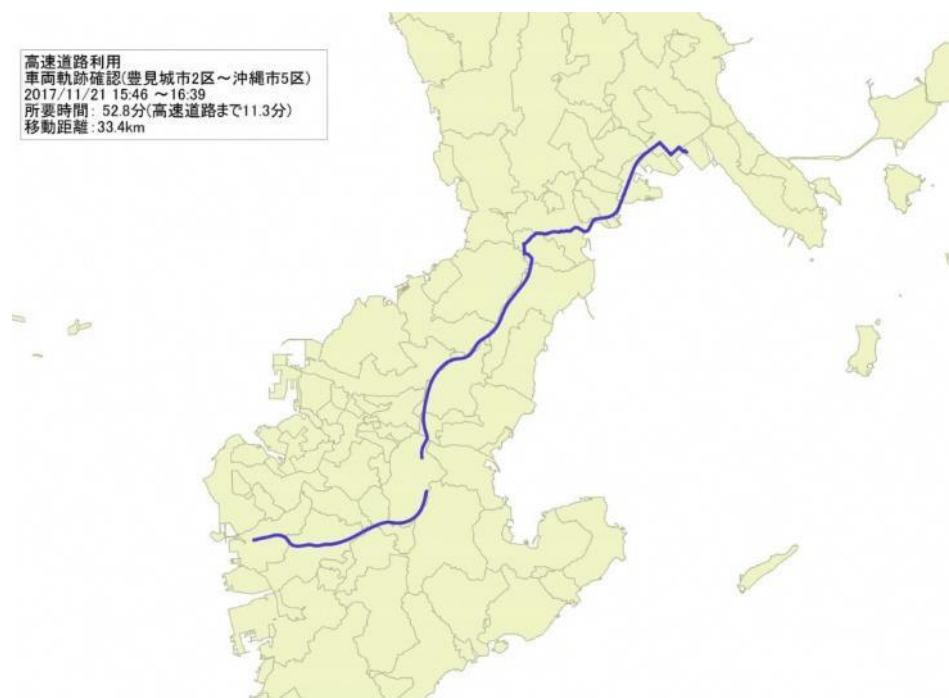 高速道路利用
車両軌跡確認(豊見城市2区～沖縄市5区)
2017/11/21 15:46 ～16:39
所要時間: 52.8分(高速道路まで11.3分)
移動距離:33.4km